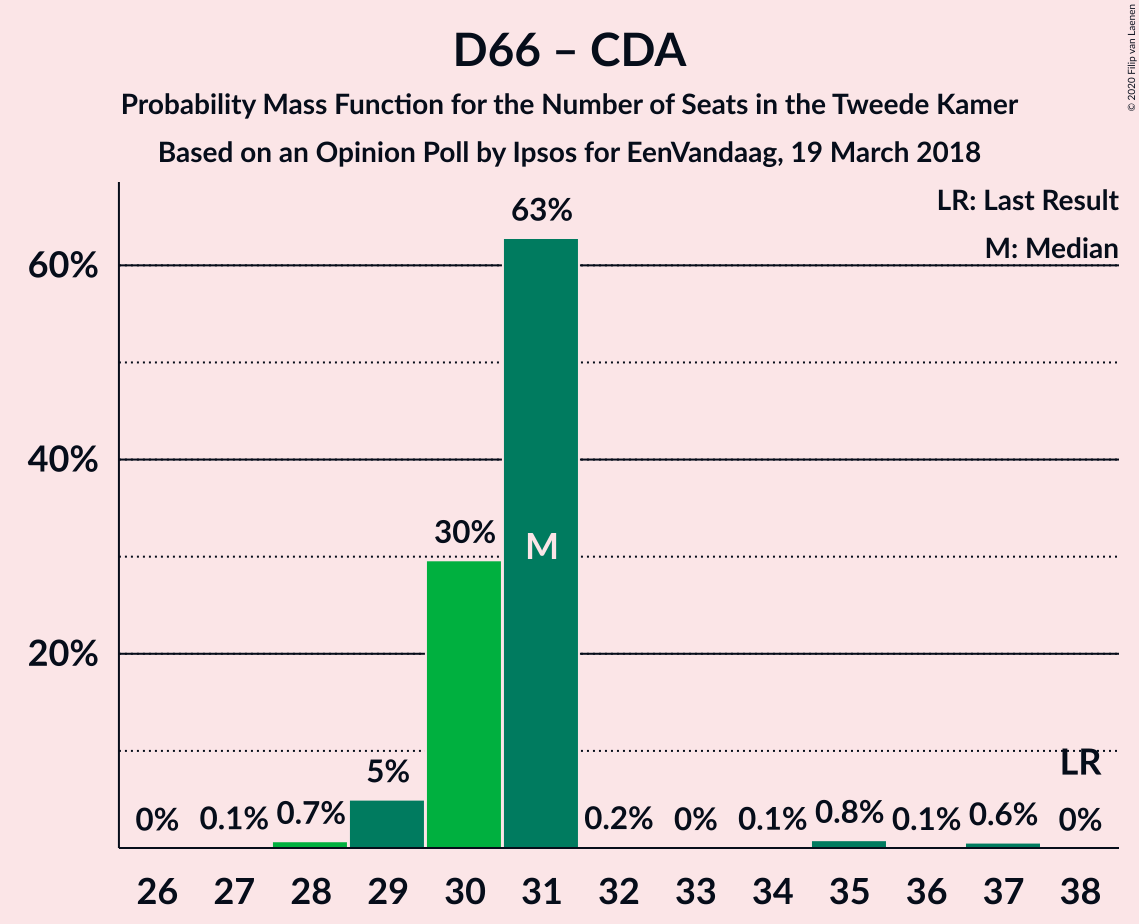 D66 – CDA
Probability Mass Function for the Number of Seats in the Tweede Kamer
Based on an Opinion Poll by Ipsos for EenVandaag, 19 March 2018
© 2020 Filip van Laenen
LR: Last Result
M: Median
60%
40%
20%
0%
0.1%
0.7%
5%
30%
63%
M
0.2%
0%
0.1%
0.8%
0.1%
0.6%
0%
LR
26 27 28 29 30 31 32 33 34 35 36 37 38